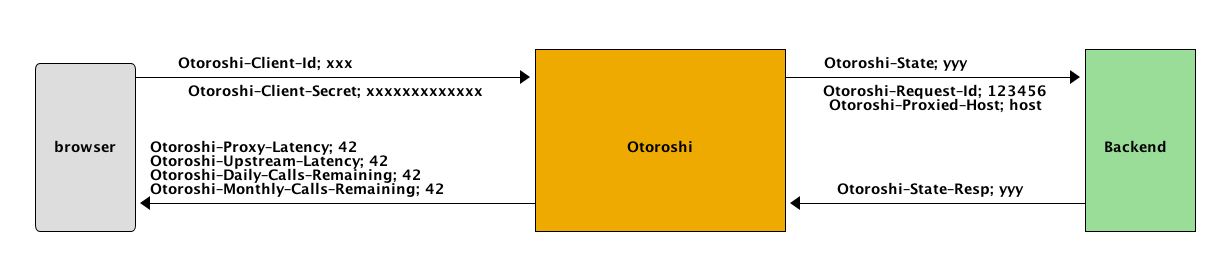 Otoroshi-Client-Id; xxx
Otoroshi-Client-Secret; xxxxxxxxxxxxx
Otoroshi-State; yyy
Otoroshi-Request-Id; 123456
Otoroshi-Proxied-Host; host
browser
Otoroshi-Proxy-Latency; 42
Otoroshi-Upstream-Latency; 42
Otoroshi-Daily-Calls-Remaining; 42
Otoroshi-Monthly-Calls-Remaining; 42
Otoroshi
Backend
Otoroshi-State-Resp; yyy